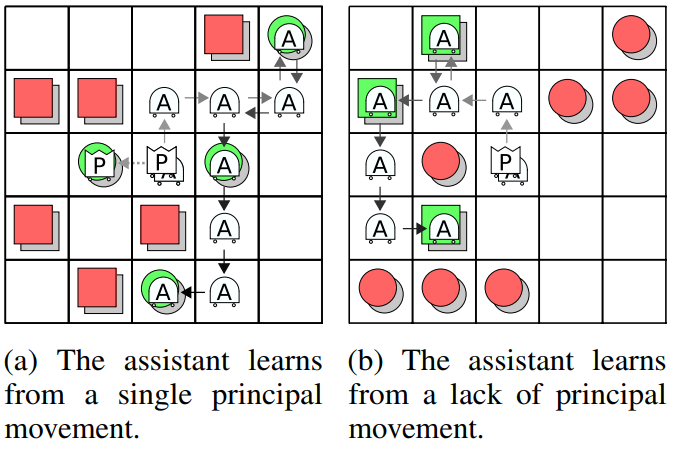 A
A A A
P P A
A
A A
A
A A A
A P
A A
(a) The assistant learns
from a single principal
movement.
(b) The assistant learns
from a lack of principal
movement.